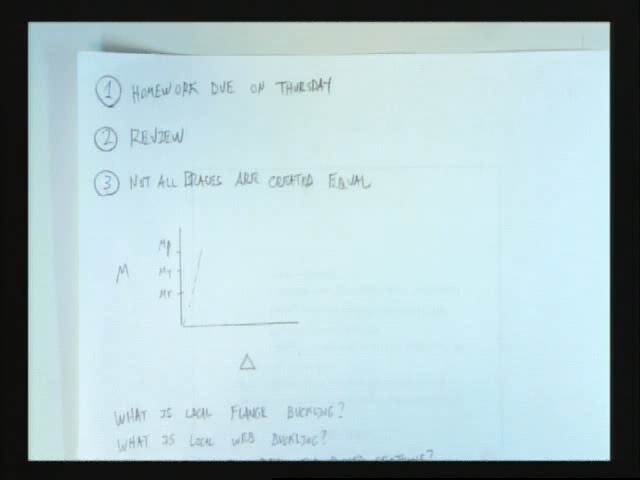 1 HOMEWORK DUE ON THURSDAY
2 REVIEW
3 NOT ALL BRACES ARE CREATED EQUAL
Mp
M My
Mr
Δ
WHAT IS LOCAL FLANGE BUCKLING?
WHAT IS LOCAL WEB BUCKLING?